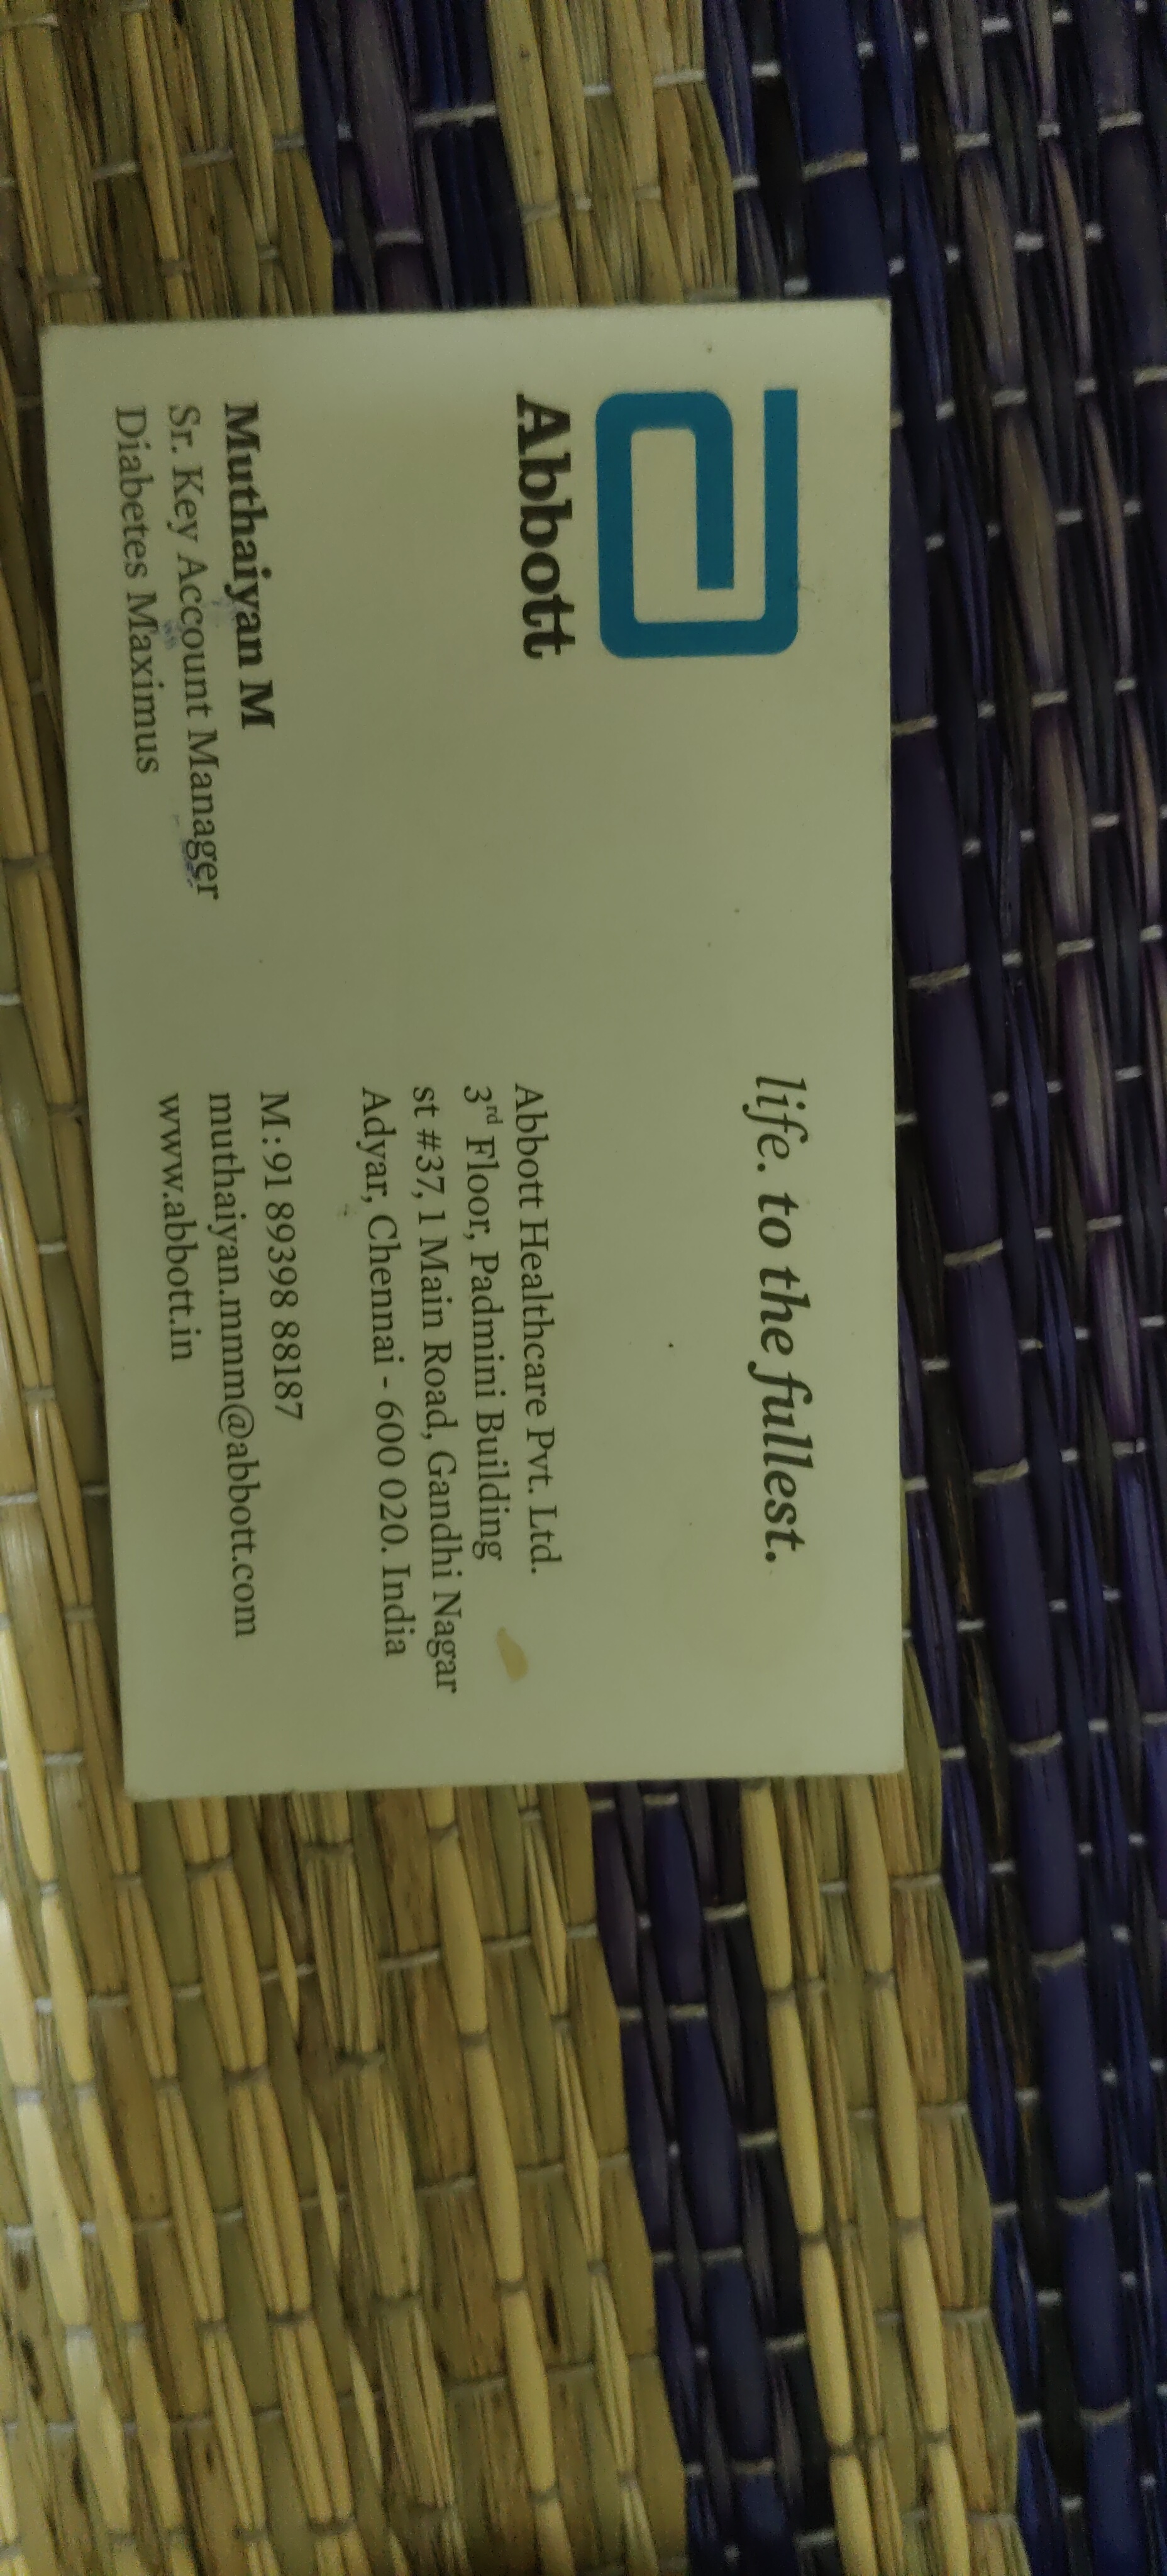 Abbott
life. to the fullest.
Abbott Healthcare Pvt. Ltd.
3rd Floor, Padmini Building
st #37, 1 Main Road, Gandhi Nagar
Adyar, Chennai - 600 020. India
Muthaiyan M
Sr. Key Account Manager
Diabetes Maximus
M : 91 89398 88187
muthaiyan.mmm@abbott.com
www.abbott.in